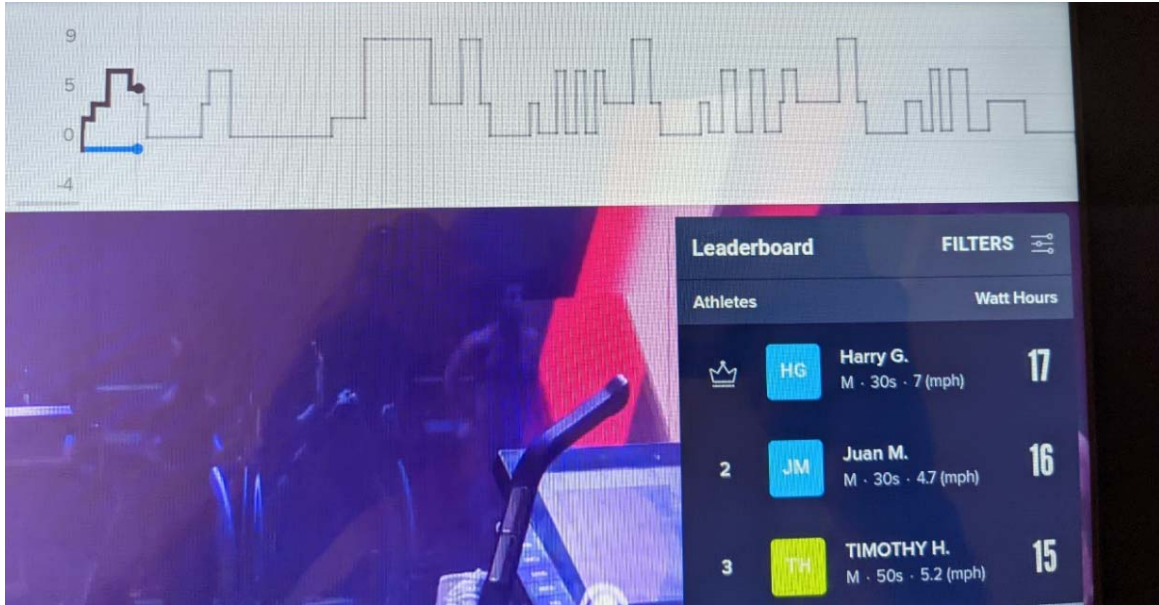 9
5
0
-4
Leaderboard FILTERS
Athletes Watt Hours
HG Harry G. 17
M · 30s · 7 (mph)
2 JM Juan M. 16
M · 30s · 4.7 (mph)
3 TH TIMOTHY H. 15
M · 50s · 5.2 (mph)